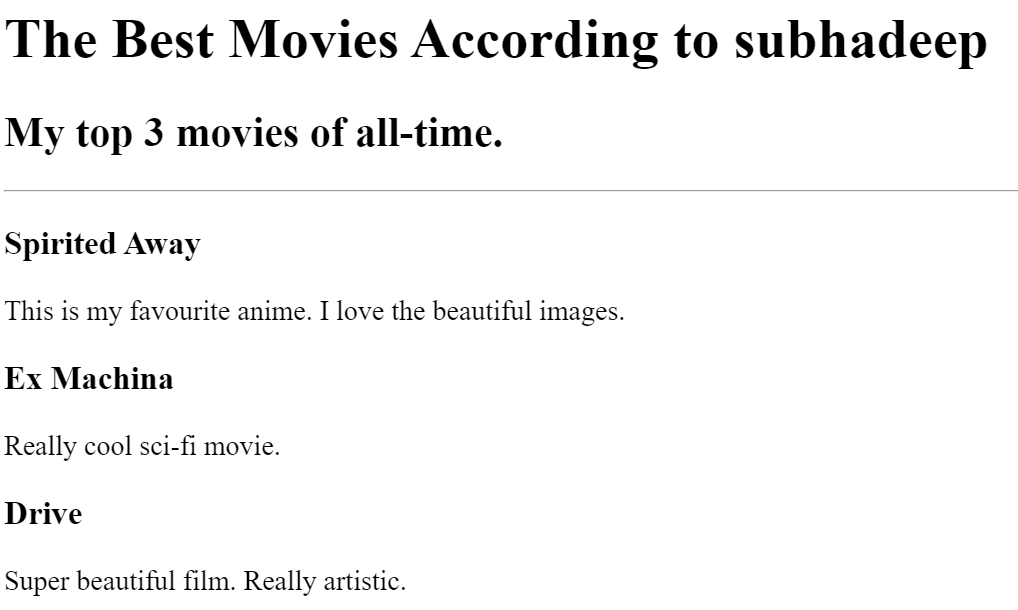 The Best Movies According to subhadeep
My top 3 movies of all-time.
Spirited Away
This is my favourite anime. I love the beautiful images.
Ex Machina
Really cool sci-fi movie.
Drive
Super beautiful film. Really artistic.